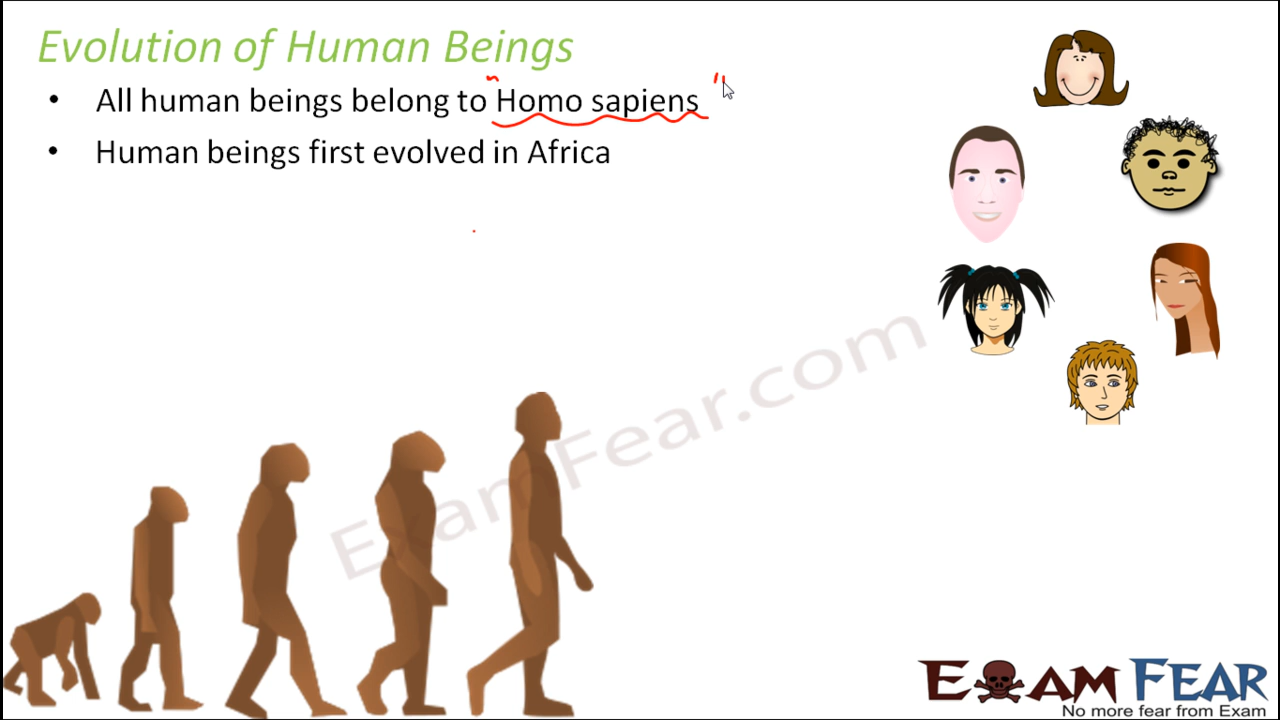 Evolution of Human Beings
• All human beings belong to "Homo sapiens"
• Human beings first evolved in Africa
ExamFear.com
EXAM FEAR
No more fear from Exam